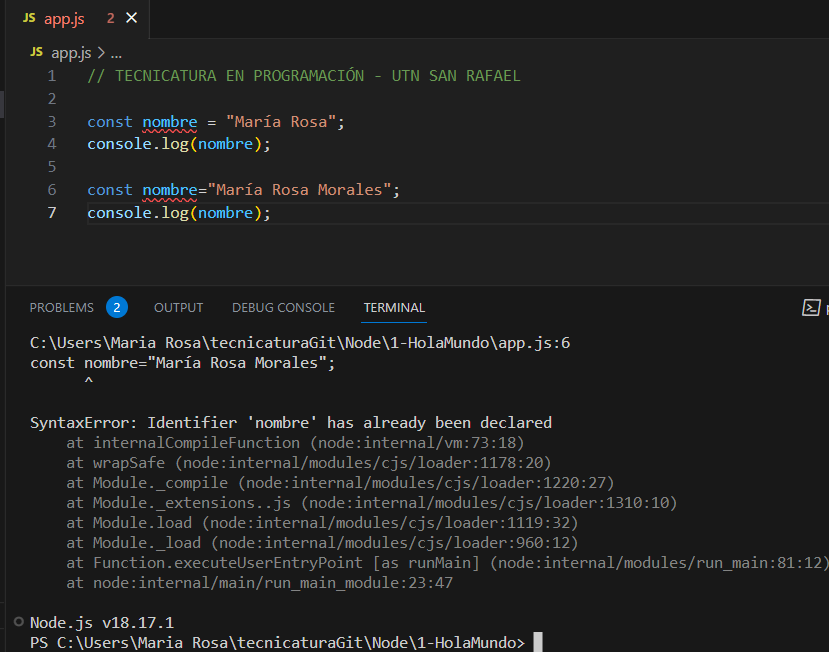 JS app.js 2 ×
JS app.js > ...
1 // TECNICATURA EN PROGRAMACIÓN - UTN SAN RAFAEL
2
3 const nombre = "María Rosa";
4 console.log(nombre);
5
6 const nombre="María Rosa Morales";
7 console.log(nombre);
PROBLEMS 2 OUTPUT DEBUG CONSOLE TERMINAL
C:\Users\Maria Rosa\tecnicaturaGit\Node\1-HolaMundo\app.js:6
const nombre="María Rosa Morales";
^
SyntaxError: Identifier 'nombre' has already been declared
at internalCompileFunction (node:internal/vm:73:18)
at wrapSafe (node:internal/modules/cjs/loader:1178:20)
at Module._compile (node:internal/modules/cjs/loader:1220:27)
at Module._extensions..js (node:internal/modules/cjs/loader:1310:10)
at Module.load (node:internal/modules/cjs/loader:1119:32)
at Module._load (node:internal/modules/cjs/loader:960:12)
at Function.executeUserEntryPoint [as runMain] (node:internal/modules/run_main:81:12)
at node:internal/main/run_main_module:23:47
Node.js v18.17.1
PS C:\Users\Maria Rosa\tecnicaturaGit\Node\1-HolaMundo>